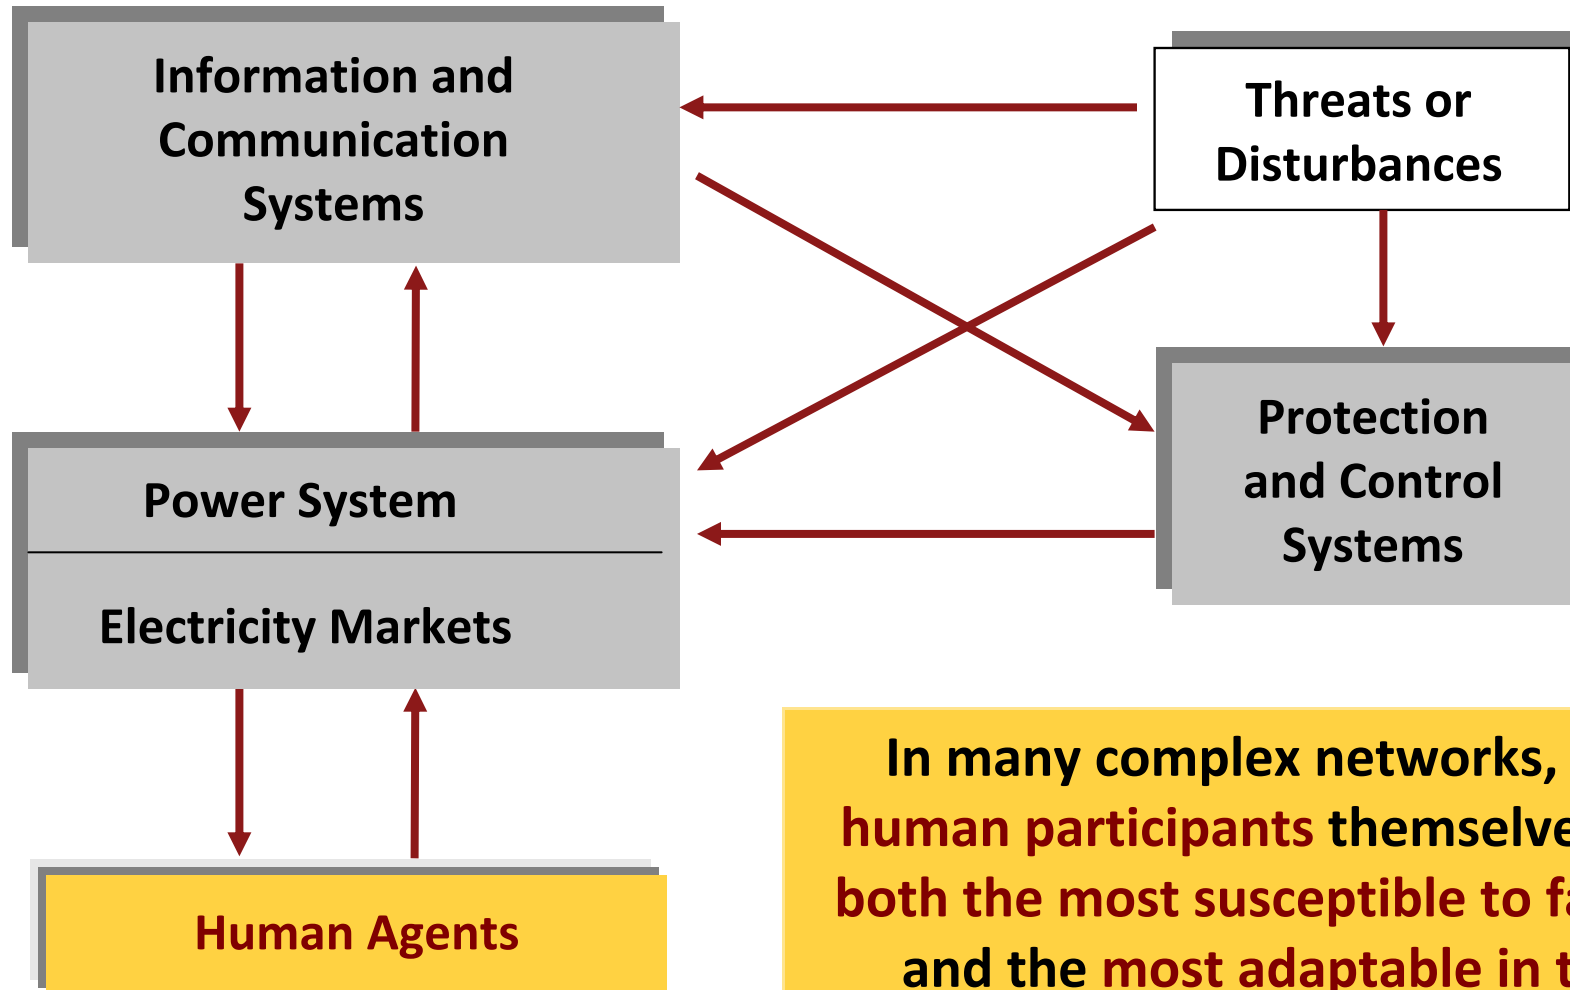 Information and
Communication
Systems
Threats or
Disturbances
Protection
and Control
Systems
Power System
Electricity Markets
Human Agents
In many complex networks,
human participants
both the most susceptible to
and the most adaptable in